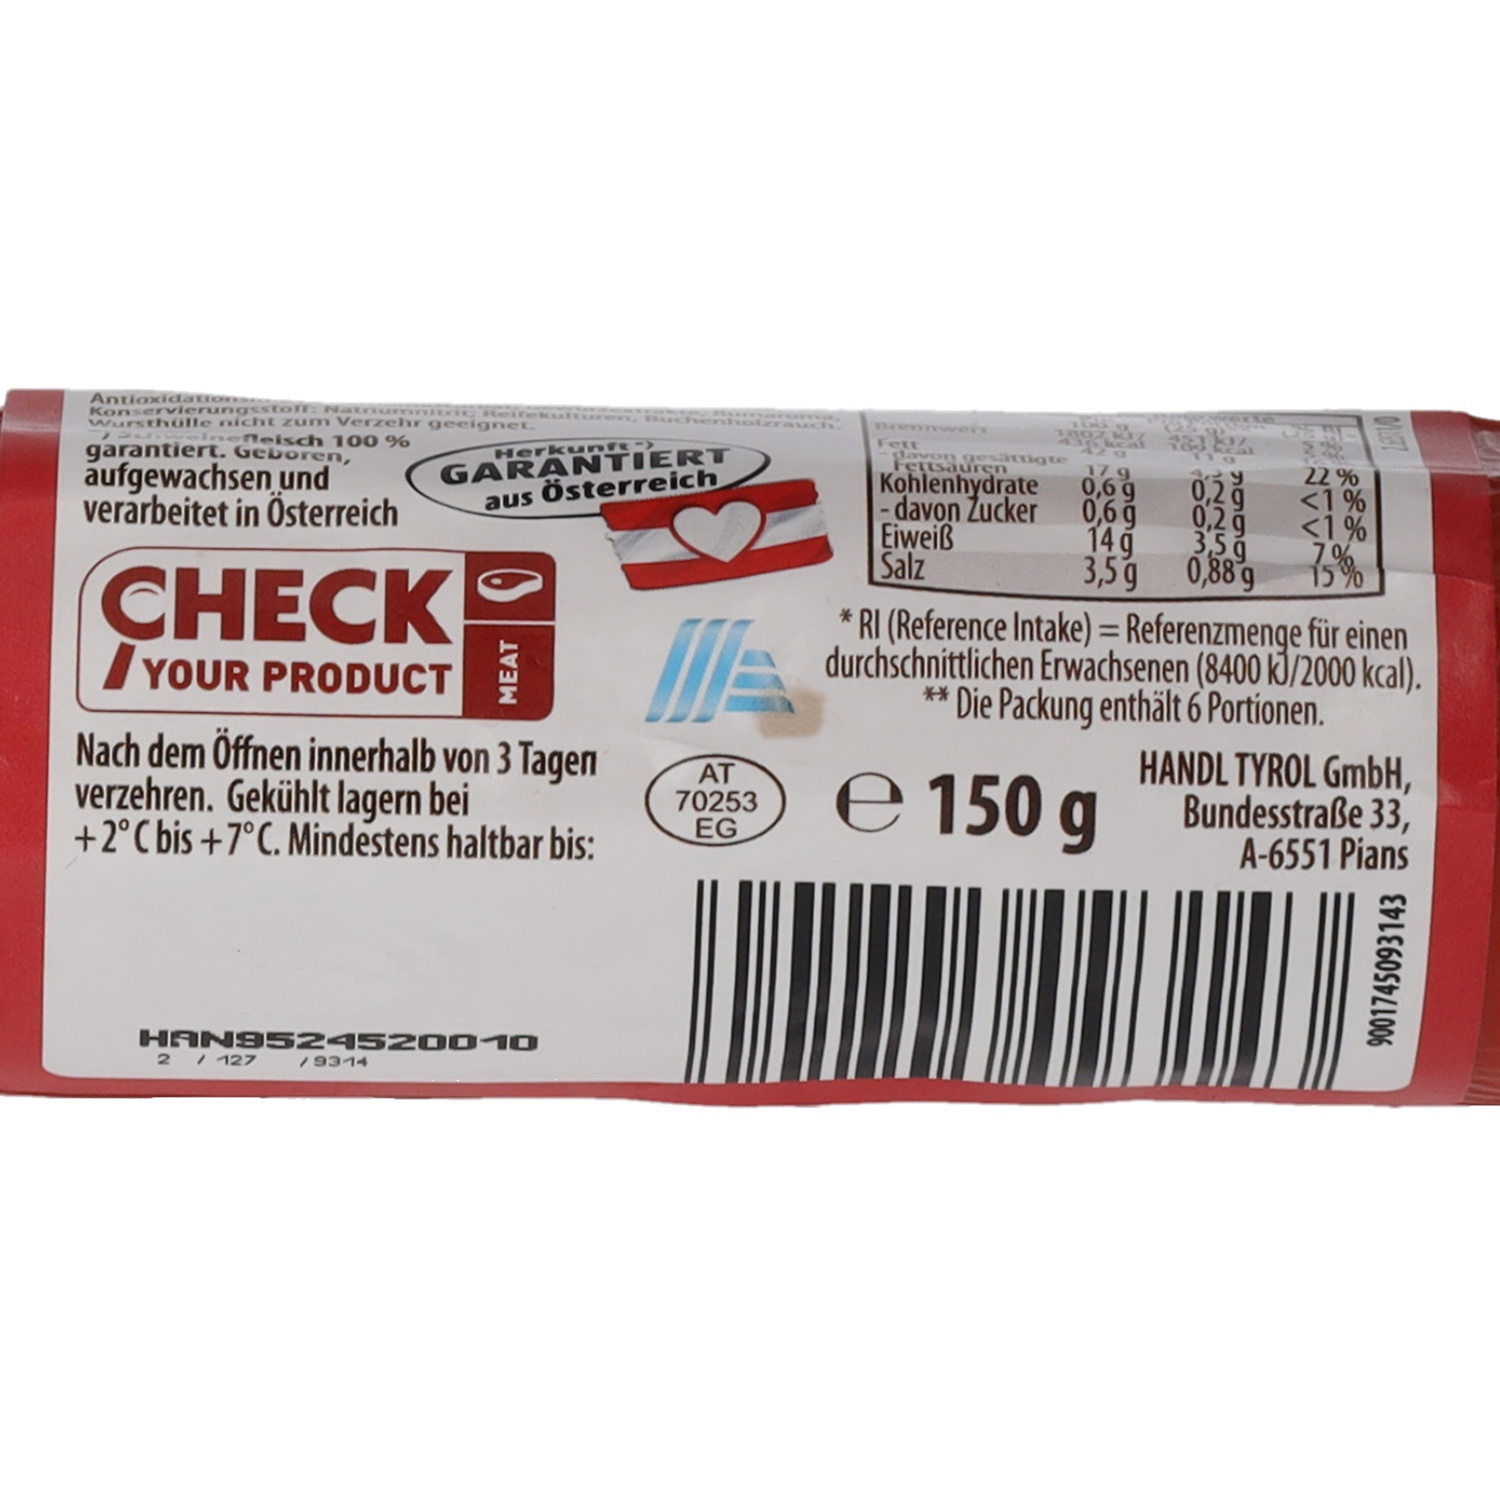 Konservierungsstoff: Natriumnitrit; Reifekulturen, Buchenholzrauch.
Wursthülle nicht zum Verzehr geeignet.
Schweinefleisch 100 %
garantiert. Geboren,
aufgewachsen und
verarbeitet in Österreich
Herkunft*)
GARANTIERT
aus Österreich
CHECK
YOUR PRODUCT
MEAT
Nach dem Öffnen innerhalb von 3 Tagen
verzehren. Gekühlt lagern bei
+2°C bis +7°C. Mindestens haltbar bis:
HAN9524520010
2 / 127 / 9314
Brennwert
Fett 42 g
- davon gesättigte
Fettsäuren 17 g 22 %
Kohlenhydrate 0,6 g 0,2 g <1 %
- davon Zucker 0,6 g 0,2 g <1 %
Eiweiß 14 g 3,5 g 7 %
Salz 3,5 g 0,88 g 15 %
* RI (Reference Intake) = Referenzmenge für einen
durchschnittlichen Erwachsenen (8400 kJ/2000 kcal).
** Die Packung enthält 6 Portionen.
AT
70253
EG
e 150 g
HANDL TYROL GmbH,
Bundesstraße 33,
A-6551 Pians
9001745093143